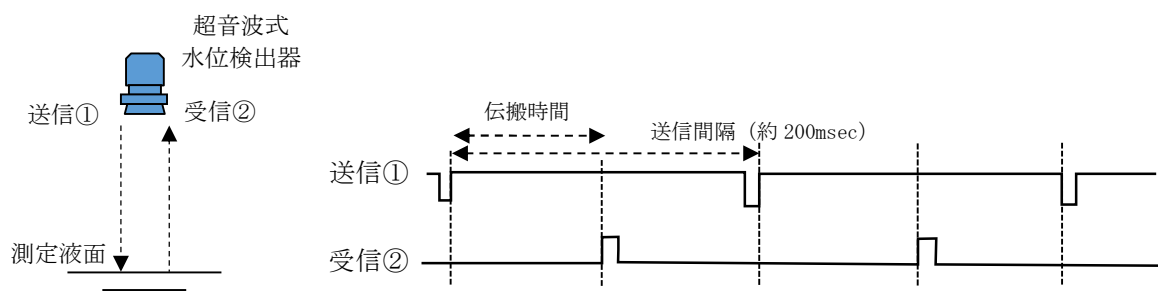 超音波式
水位検出器
送信①
受信②
測定液面
伝搬時間
送信間隔（約 200msec）
送信①
受信②